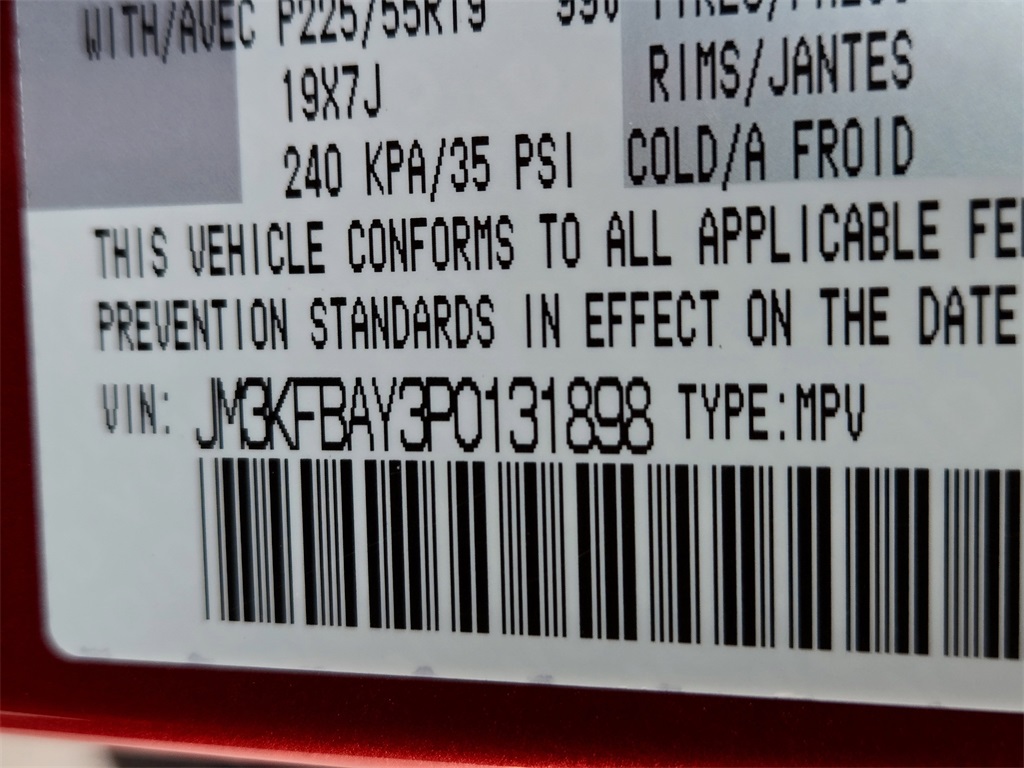 WITH/AVEC P225/55R19
19X7J
RIMS/JANTES
240 KPA/35 PSI COLD/A FROID
THIS VEHICLE CONFORMS TO ALL APPLICABLE
PREVENTION STANDARDS IN EFFECT ON THE DATE
VIN: JM3KFBAY3P0131898 TYPE:MPV